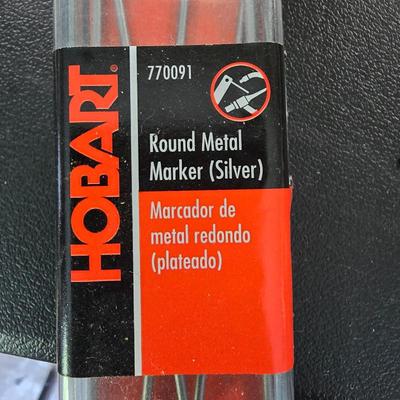 HOBART®
770091
Round Metal
Marker (Silver)
Marcador de
metal redondo
(plateado)